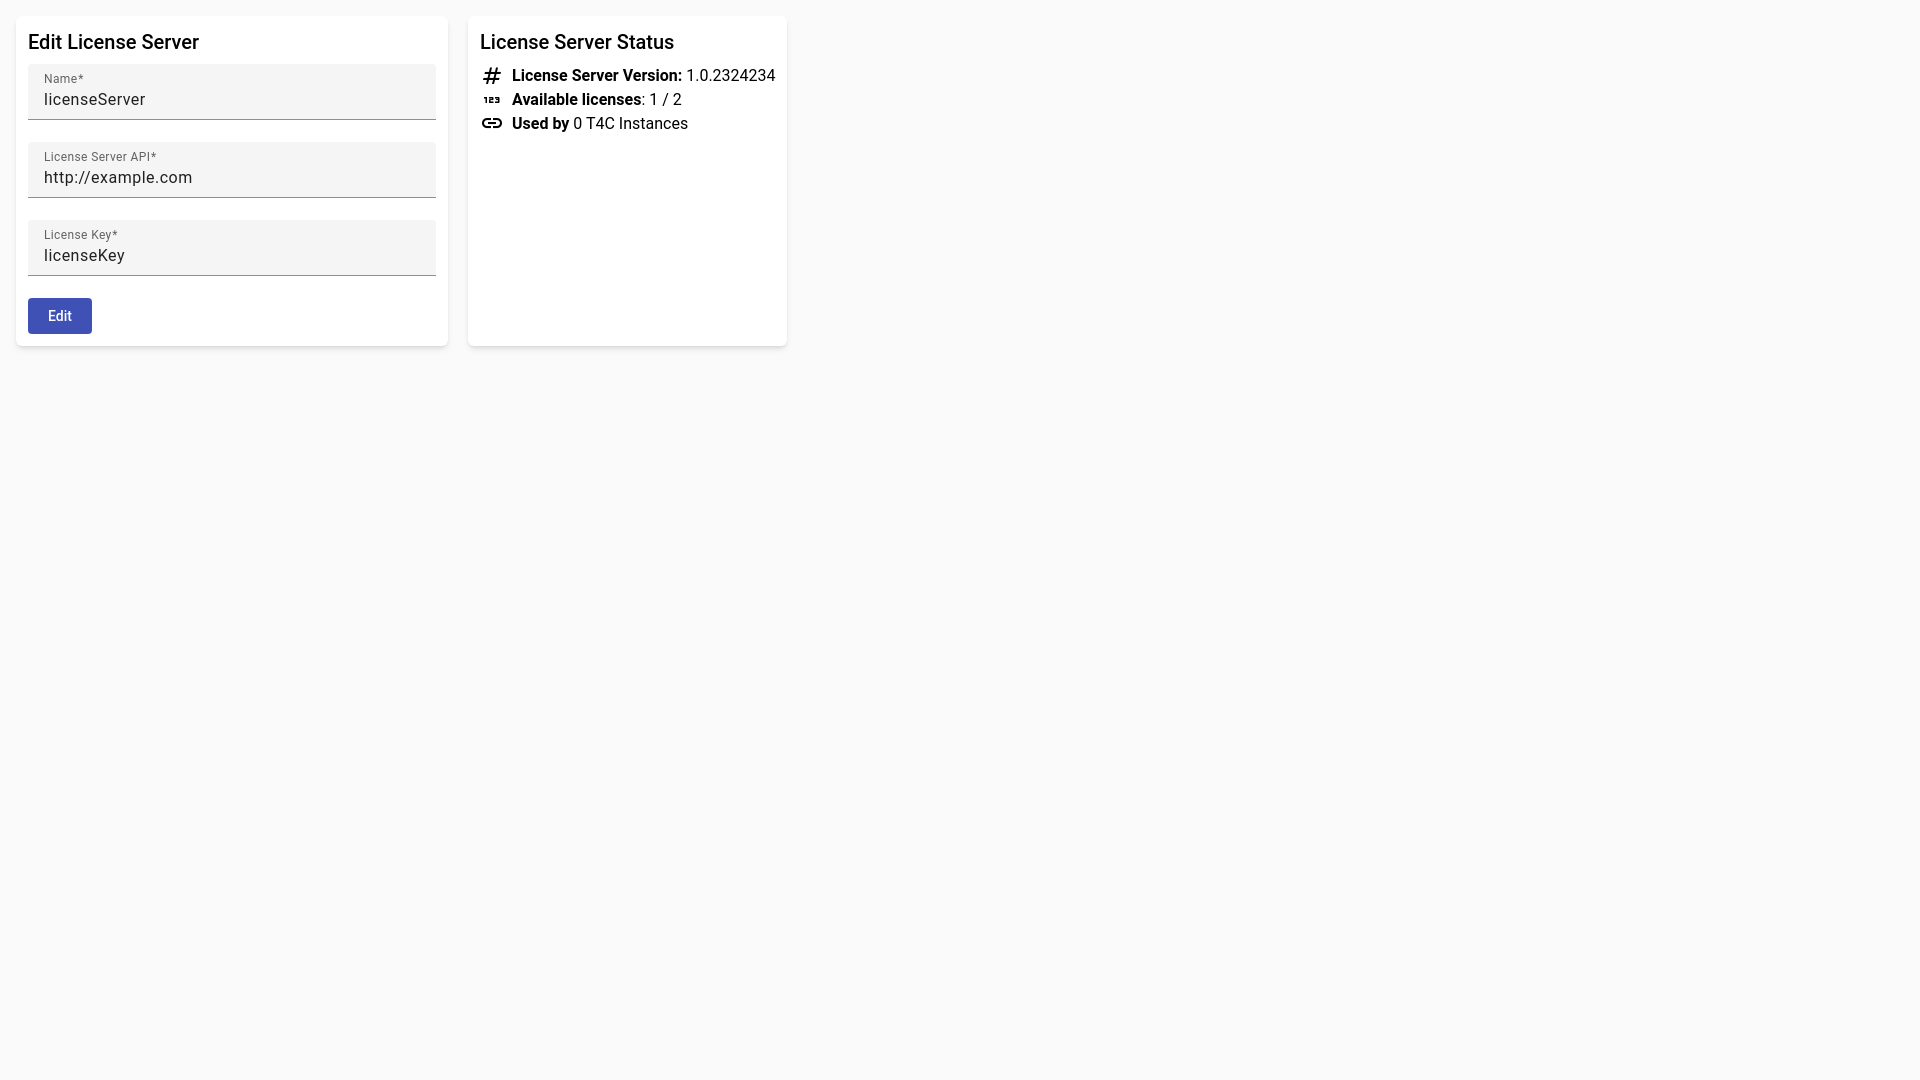 Edit License Server
Name*
licenseServer
License Server API*
http://example.com
License Key*
licenseKey
Edit
License Server Status
License Server Version: 1.0.2324234
123 Available licenses: 1 / 2
Used by 0 T4C Instances